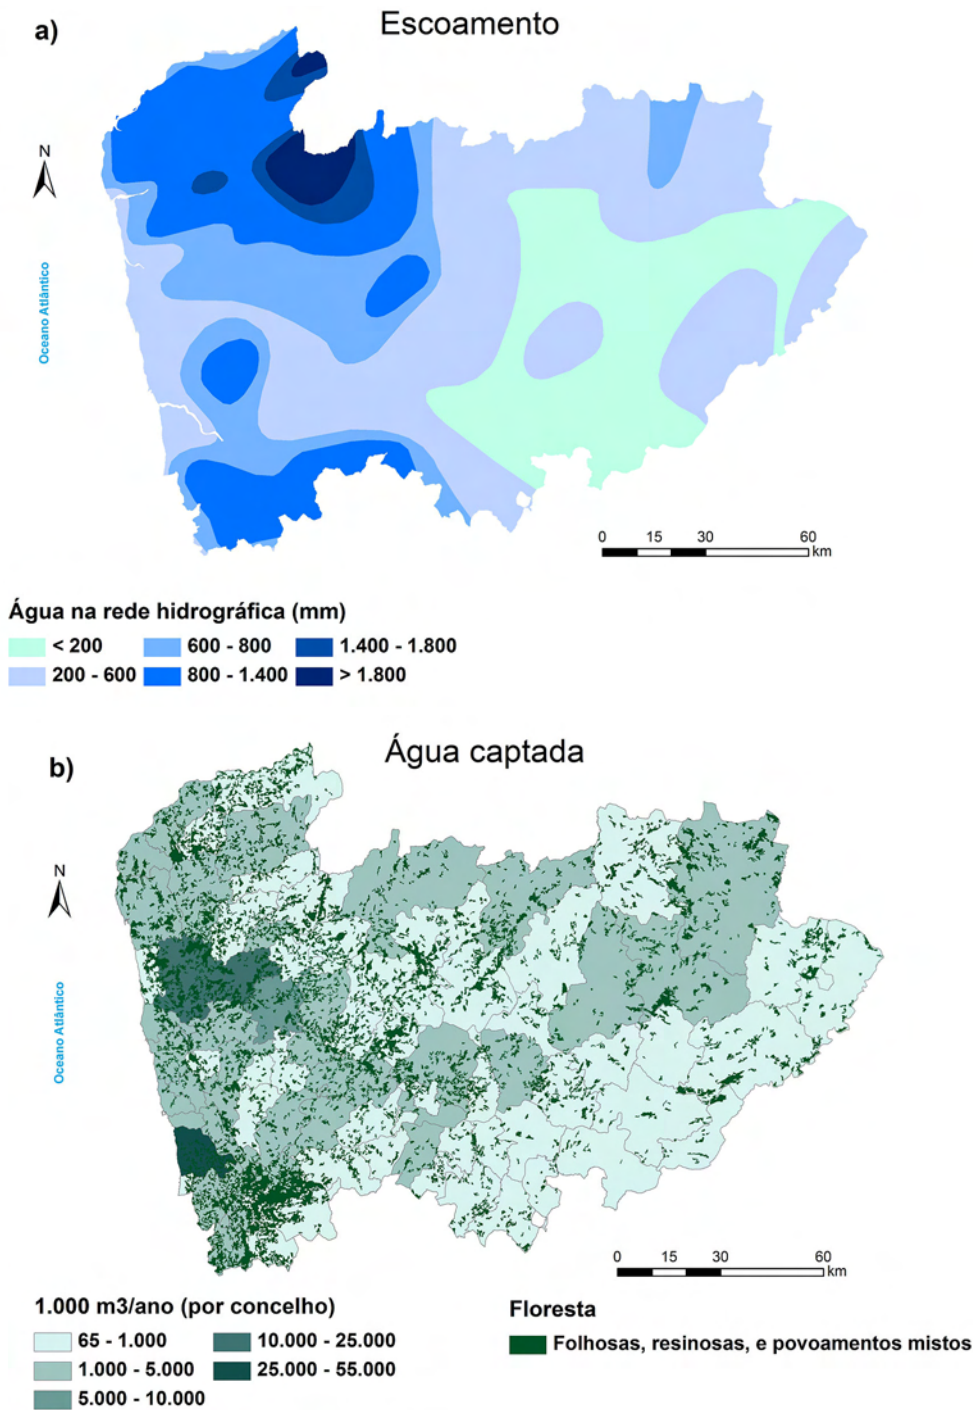 a)
Escoamento
N
Oceano Atlântico
0 15 30 60
km
Água na rede hidrográfica (mm)
< 200 600 - 800 1.400 - 1.800
200 - 600 800 - 1.400 > 1.800
b)
Água captada
N
Oceano Atlântico
0 15 30 60
km
1.000 m3/ano (por concelho)
65 - 1.000 10.000 - 25.000
1.000 - 5.000 25.000 - 55.000
5.000 - 10.000
Floresta
Folhosas, resinosas, e povoamentos mistos